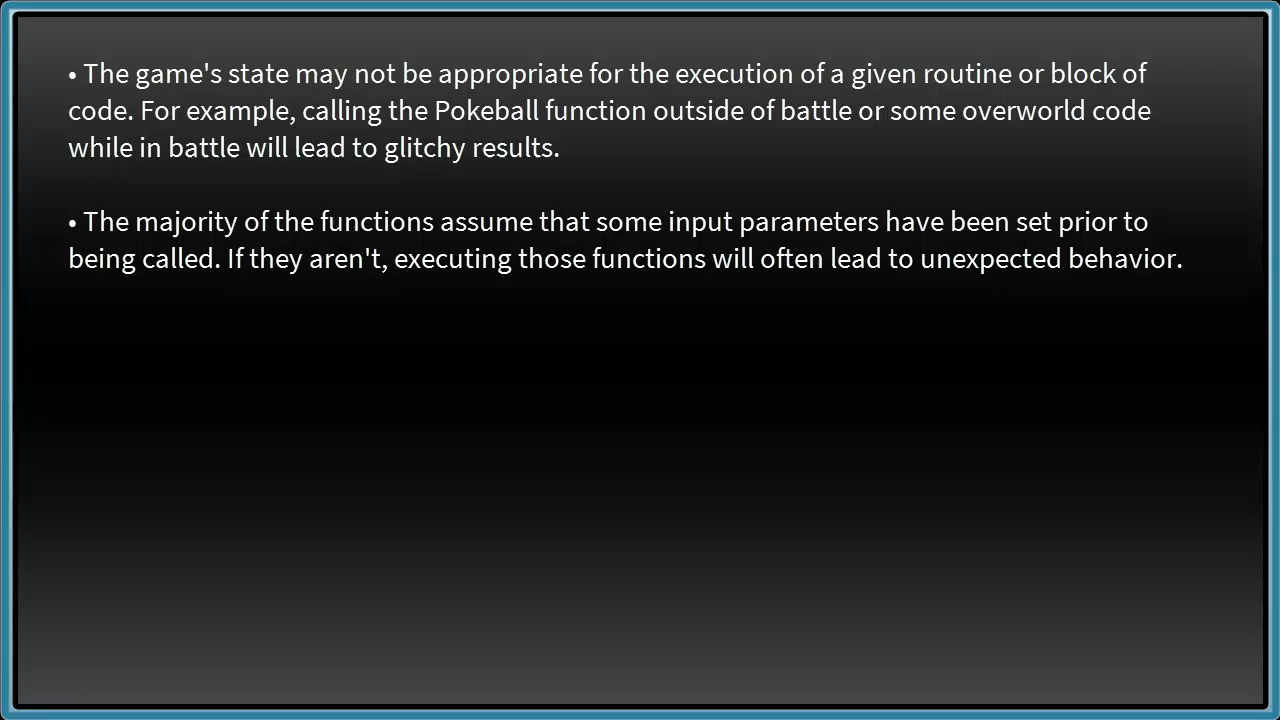 • The game's state may not be appropriate for the execution of a given routine or block of
code. For example, calling the Pokeball function outside of battle or some overworld code
while in battle will lead to glitchy results.
• The majority of the functions assume that some input parameters have been set prior to
being called. If they aren't, executing those functions will often lead to unexpected behavior.